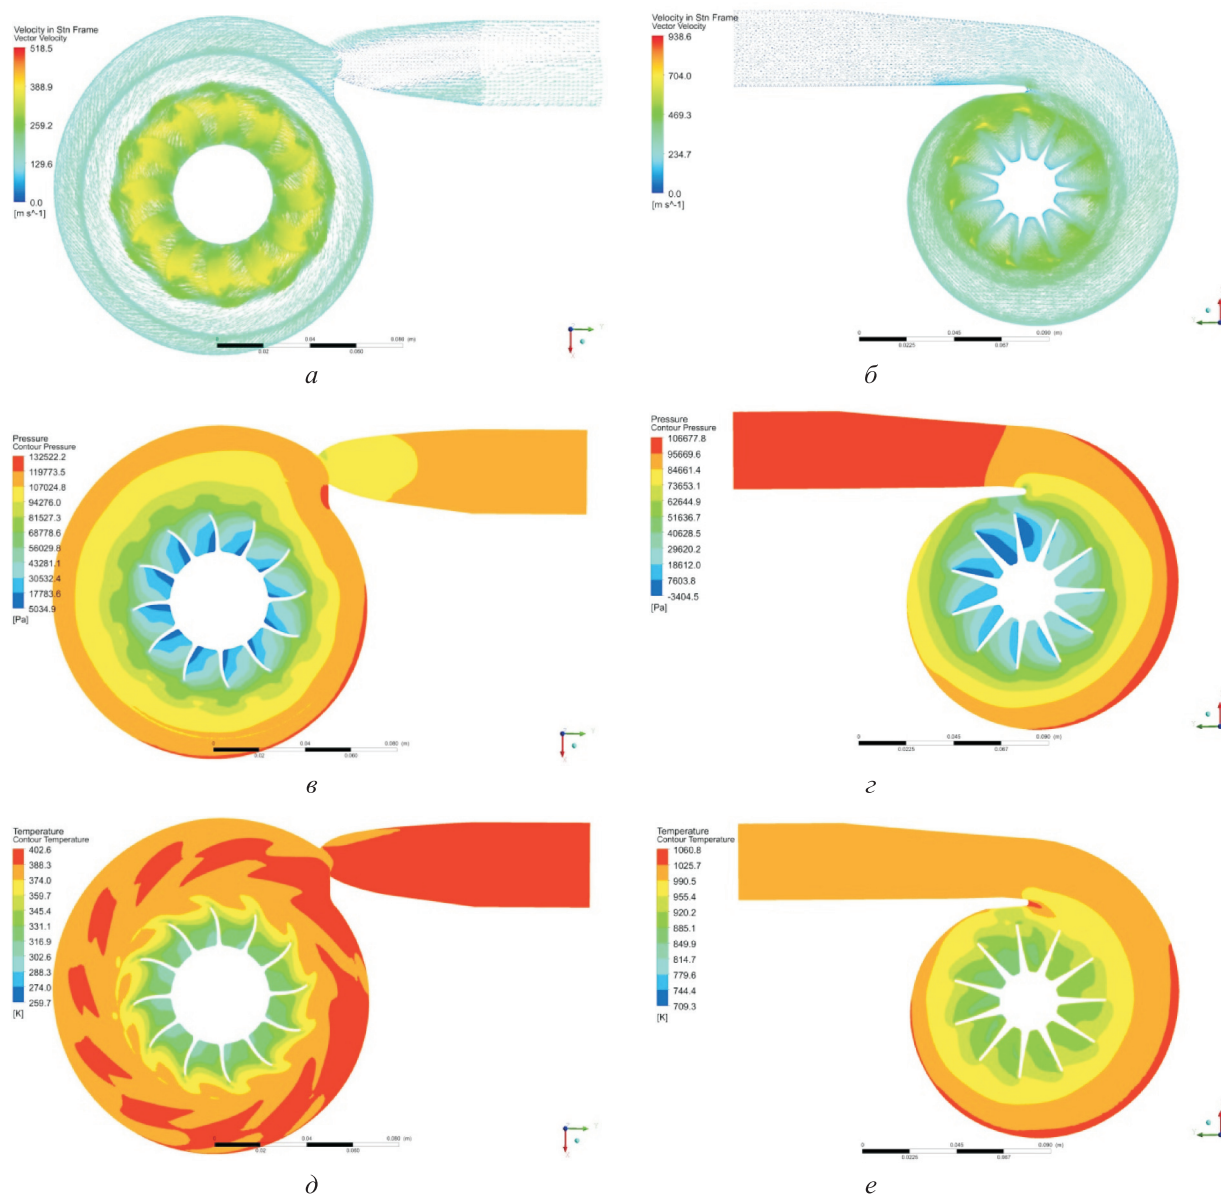 Velocity in Stn Frame
Vector Velocity
518.5
388.9
259.2
129.6
0.0
[m s^-1]
0
0.04
0.02
0.060
а
Velocity in Stn Frame
Vector Velocity
938.6
704.0
469.3
234.7
0.0
[m s^-1]
0
0.045
0.090 (m)
0.0225
0.067
б
Pressure
Contour Pressure
132522.2
119773.5
107024.8
94276.0
81527.3
68778.6
56029.8
43281.1
30532.4
17783.6
5034.9
[Pa]
0
0.04
0.080 (m)
0.02
0.060
в
Pressure
Contour Pressure
106677.8
95669.6
84661.4
73653.1
62644.9
51636.7
40628.5
29620.2
18612.0
7603.8
-3404.5
[Pa]
0
0.045
0.090 (m)
0.0225
0.067
г
Temperature
Contour Temperature
402.6
388.3
374.0
359.7
345.4
331.1
316.9
302.6
288.3
274.0
259.7
[K]
0
0.04
0.080 (m)
0.02
0.060
д
Temperature
Contour Temperature
1060.8
1025.7
990.5
955.4
920.2
885.1
849.9
814.7
779.6
744.4
709.3
[K]
0
0.045
0.090 (m)
0.0225
0.067
е